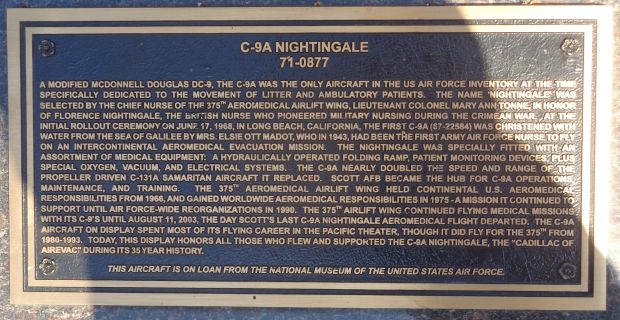 C-9A NIGHTINGALE
71-0877
A MODIFIED MCDONNELL DOUGLAS DC-9, THE C-9A WAS THE ONLY AIRCRAFT IN THE US AIR FORCE INVENTORY AT THE TIME
SPECIFICALLY DEDICATED TO THE MOVEMENT OF LITTER AND AMBULATORY PATIENTS. THE NAME "NIGHTINGALE" WAS
SELECTED BY THE CHIEF NURSE OF THE 375TH AEROMEDICAL AIRLIFT WING, LIEUTENANT COLONEL MARY ANN TONNE, IN HONOR
OF FLORENCE NIGHTINGALE, THE BRITISH NURSE WHO PIONEERED MILITARY NURSING DURING THE CRIMEAN WAR. AT THE
INITIAL ROLLOUT CEREMONY ON JUNE 17, 1968, IN LONG BEACH, CALIFORNIA, THE FIRST C-9A (67-22584) WAS CHRISTENED WITH
WATER FROM THE SEA OF GALILEE BY MRS. ELSIE OTT MADOT, WHO IN 1943, HAD BEEN THE FIRST ARMY AIR FORCE NURSE TO FLY
ON AN INTERCONTINENTAL AEROMEDICAL EVACUATION MISSION. THE NIGHTINGALE WAS SPECIALLY FITTED WITH AN
ASSORTMENT OF MEDICAL EQUIPMENT: A HYDRAULICALLY OPERATED FOLDING RAMP, PATIENT MONITORING DEVICES, PLUS
SPECIAL OXYGEN, VACUUM, AND ELECTRICAL SYSTEMS. THE C-9A NEARLY DOUBLED THE SPEED AND RANGE OF THE
PROPELLER DRIVEN C-131A SAMARITAN AIRCRAFT IT REPLACED. SCOTT AFB BECAME THE HUB FOR C-9A OPERATIONS,
MAINTENANCE, AND TRAINING. THE 375TH AEROMEDICAL AIRLIFT WING HELD CONTINENTAL U.S. AEROMEDICAL
RESPONSIBILITIES FROM 1966, AND GAINED WORLDWIDE AEROMEDICAL RESPONSIBILITIES IN 1975 - A MISSION IT CONTINUED TO
SUPPORT UNTIL AIR FORCE-WIDE REORGANIZATIONS IN 1990. THE 375TH AIRLIFT WING CONTINUED FLYING MEDICAL MISSIONS
WITH ITS C-9'S UNTIL AUGUST 11, 2003, THE DAY SCOTT'S LAST C-9A NIGHTINGALE AEROMEDICAL FLIGHT DEPARTED. THE C-9A
AIRCRAFT ON DISPLAY SPENT MOST OF ITS FLYING CAREER IN THE PACIFIC THEATER, THOUGH IT DID FLY FOR THE 375TH FROM
1980-1993. TODAY, THIS DISPLAY HONORS ALL THOSE WHO FLEW AND SUPPORTED THE C-9A NIGHTINGALE, THE "CADILLAC OF
AIREVAC" DURING ITS 35 YEAR HISTORY.
THIS AIRCRAFT IS ON LOAN FROM THE NATIONAL MUSEUM OF THE UNITED STATES AIR FORCE.